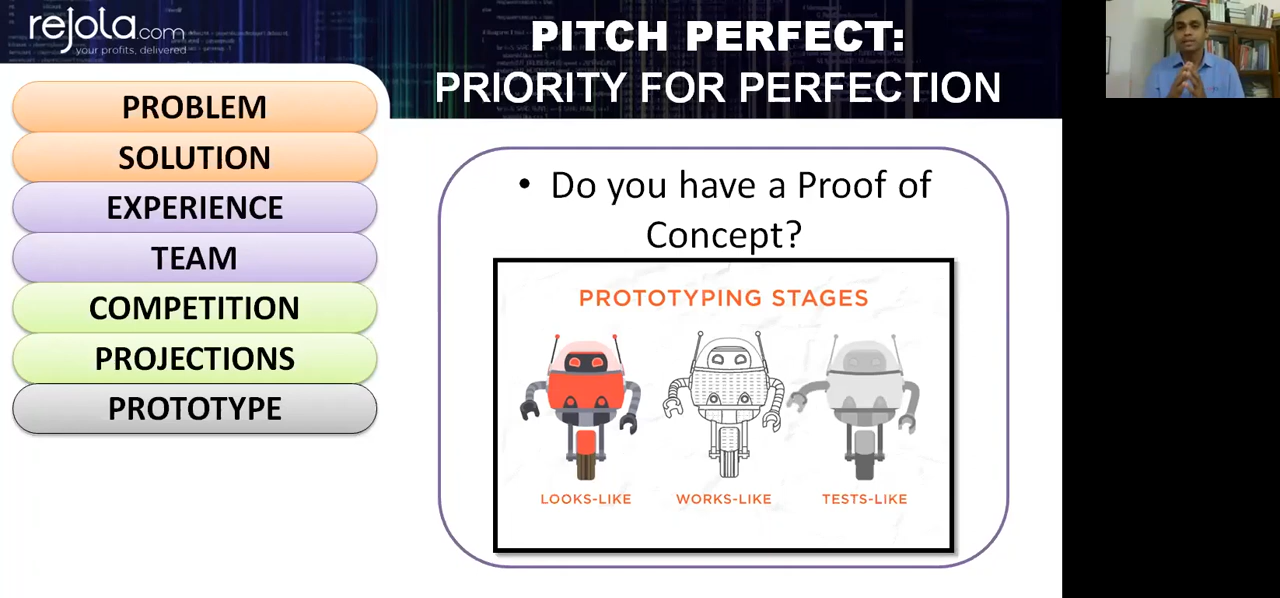 rejola.com
your profits, delivered
PITCH PERFECT:
PRIORITY FOR PERFECTION
PROBLEM
SOLUTION
EXPERIENCE
TEAM
COMPETITION
PROJECTIONS
PROTOTYPE
• Do you have a Proof of
Concept?
PROTOTYPING STAGES
LOOKS-LIKE WORKS-LIKE TESTS-LIKE